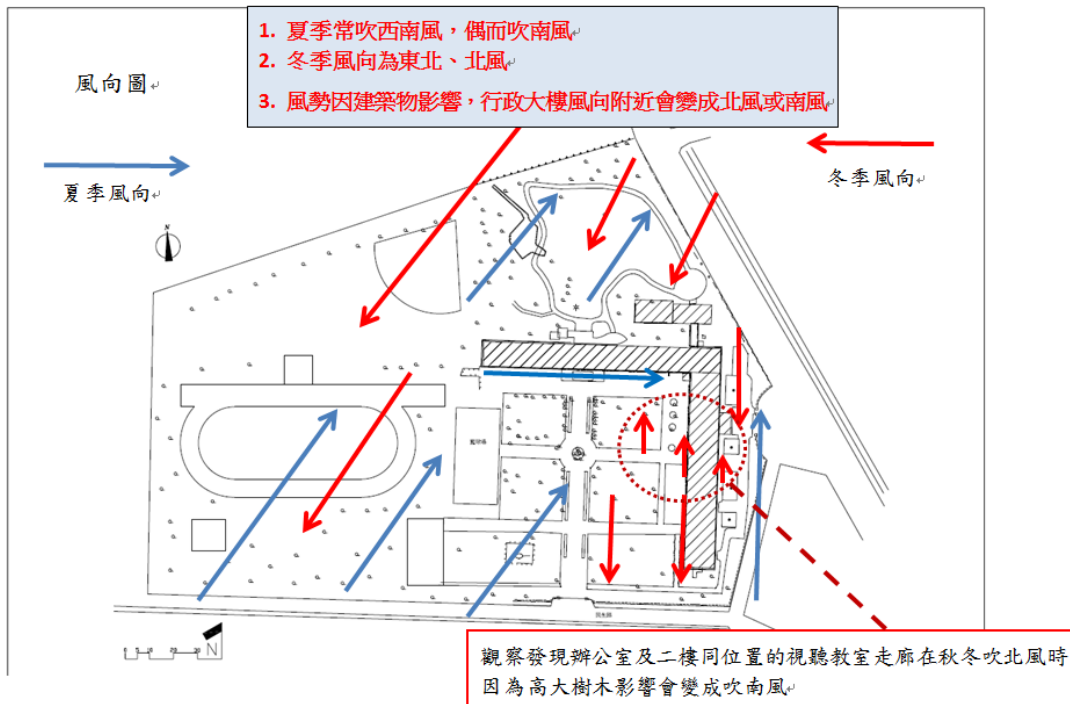 1. 夏季常吹西南風，偶而吹南風
2. 冬季風向為東北、北風
3. 風勢因建築物影響，行政大樓風向附近會變成北風或南風
風向圖
夏季風向
冬季風向
N
觀察發現辦公室及二樓同位置的視聽教室走廊在秋冬吹北風時
因為高大樹木影響會變成吹南風